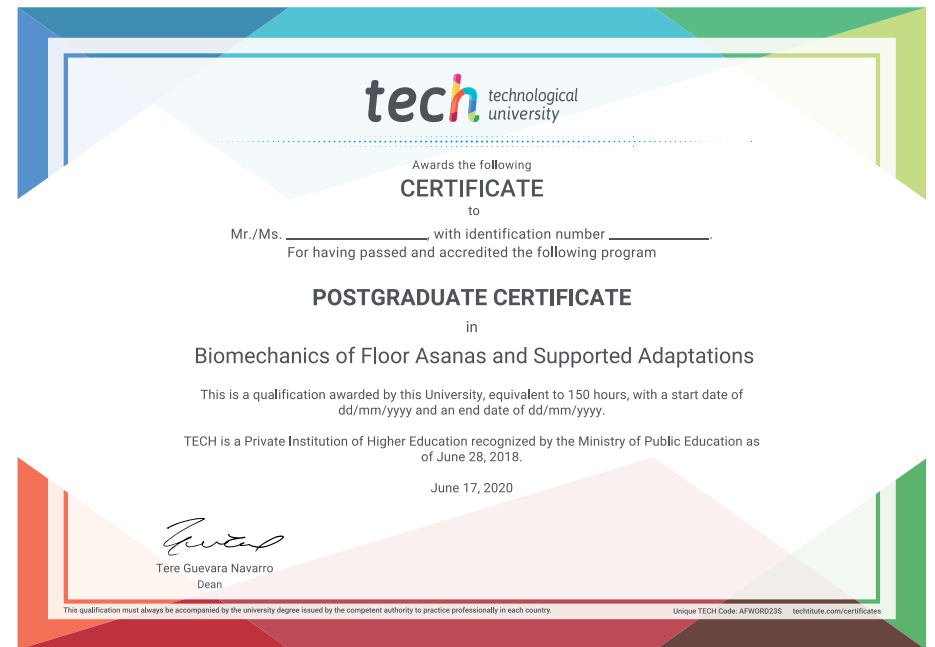 tech technological
university
Awards the following
CERTIFICATE
to
Mr./Ms. ____________________, with identification number ______________.
For having passed and accredited the following program
POSTGRADUATE CERTIFICATE
in
Biomechanics of Floor Asanas and Supported Adaptations
This is a qualification awarded by this University, equivalent to 150 hours, with a start date of
dd/mm/yyyy and an end date of dd/mm/yyyy.
TECH is a Private Institution of Higher Education recognized by the Ministry of Public Education as
of June 28, 2018.
June 17, 2020
Tere Guevara Navarro
Dean
This qualification must always be accompanied by the university degree issued by the competent authority to practice professionally in each country.
Unique TECH Code: AFWORD23S techtitute.com/certificates